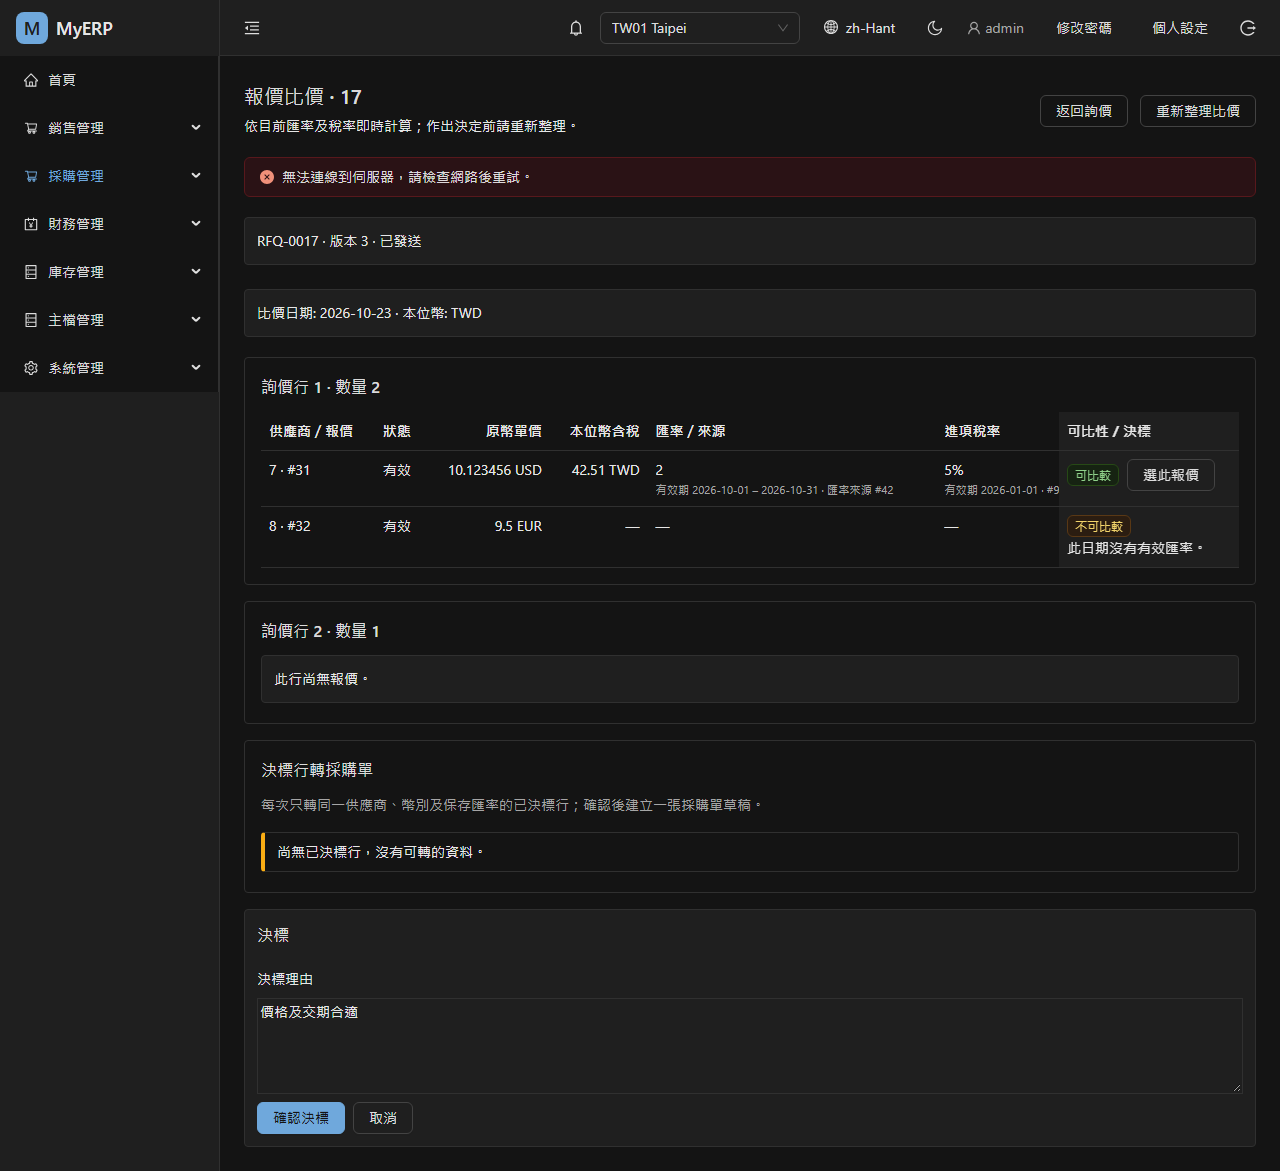 M MyERP
TW01 Taipei
zh-Hant
admin
修改密碼
個人設定
首頁
銷售管理
採購管理
財務管理
庫存管理
主檔管理
系統管理
報價比價 · 17
依目前匯率及稅率即時計算；作出決定前請重新整理。
返回詢價
重新整理比價
無法連線到伺服器，請檢查網路後重試。
RFQ-0017 · 版本 3 · 已發送
比價日期: 2026-10-23 · 本位幣: TWD
詢價行 1 · 數量 2
供應商 / 報價 狀態 原幣單價 本位幣含稅 匯率 / 來源 進項稅率 可比性 / 決標
7 · #31 有效 10.123456 USD 42.51 TWD 2 5% 可比較 選此報價
有效期 2026-10-01 – 2026-10-31 · 匯率來源 #42 有效期 2026-01-01 · #9
8 · #32 有效 9.5 EUR — — — 不可比較
此日期沒有有效匯率。
詢價行 2 · 數量 1
此行尚無報價。
決標行轉採購單
每次只轉同一供應商、幣別及保存匯率的已決標行；確認後建立一張採購單草稿。
尚無已決標行，沒有可轉的資料。
決標
決標理由
價格及交期合適
確認決標 取消